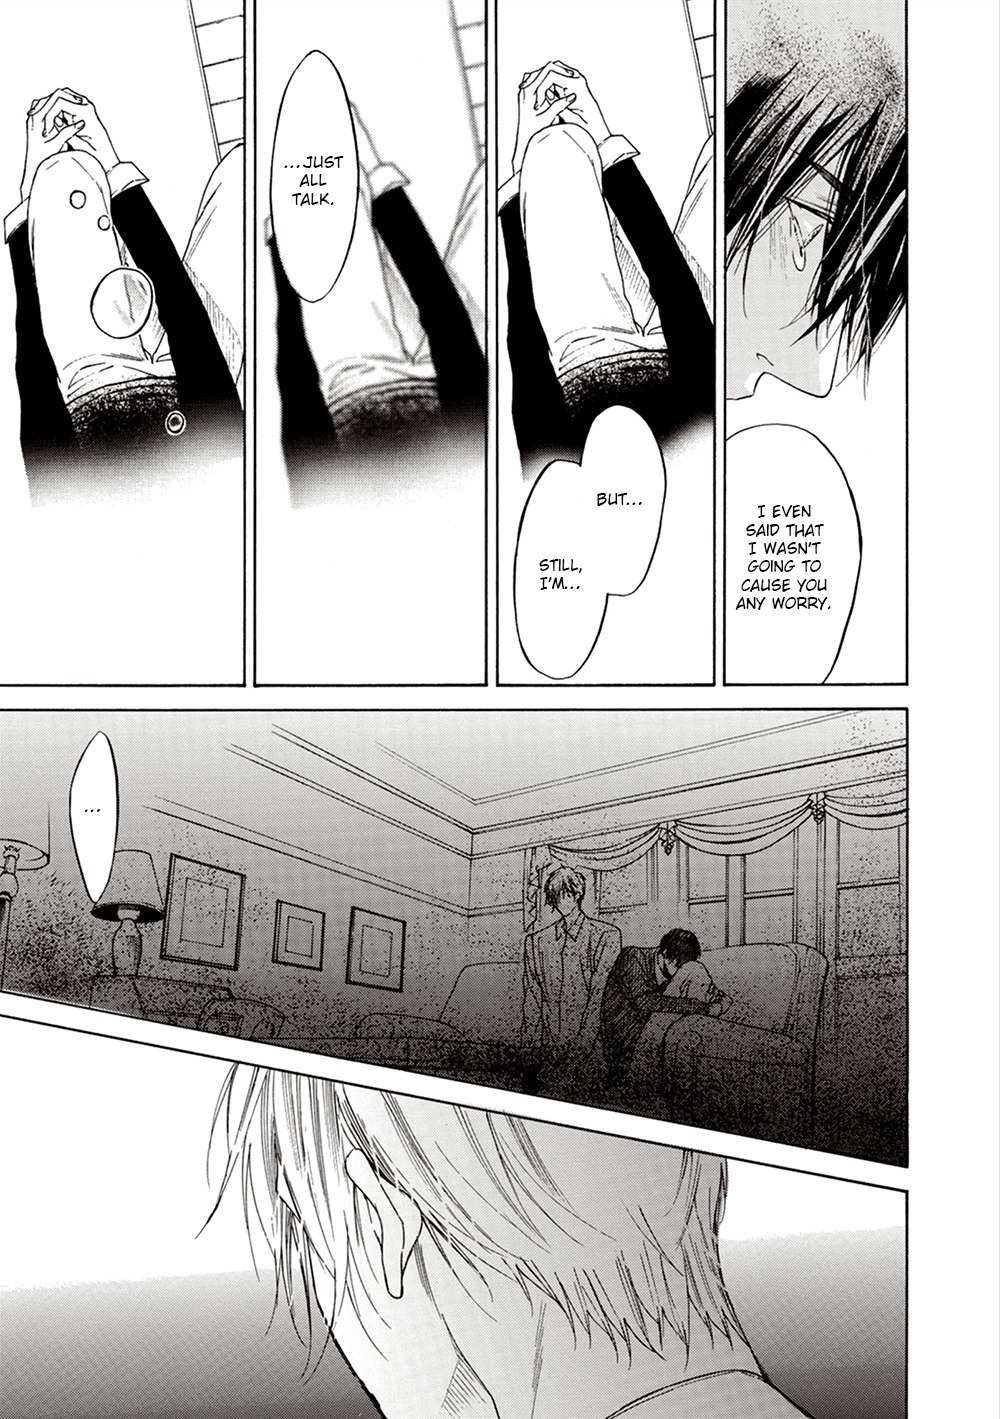 I EVEN
SAID THAT
I WASN'T
GOING TO
CAUSE YOU
ANY WORRY.
BUT...
STILL,
I'M...
...JUST
ALL
TALK.
...